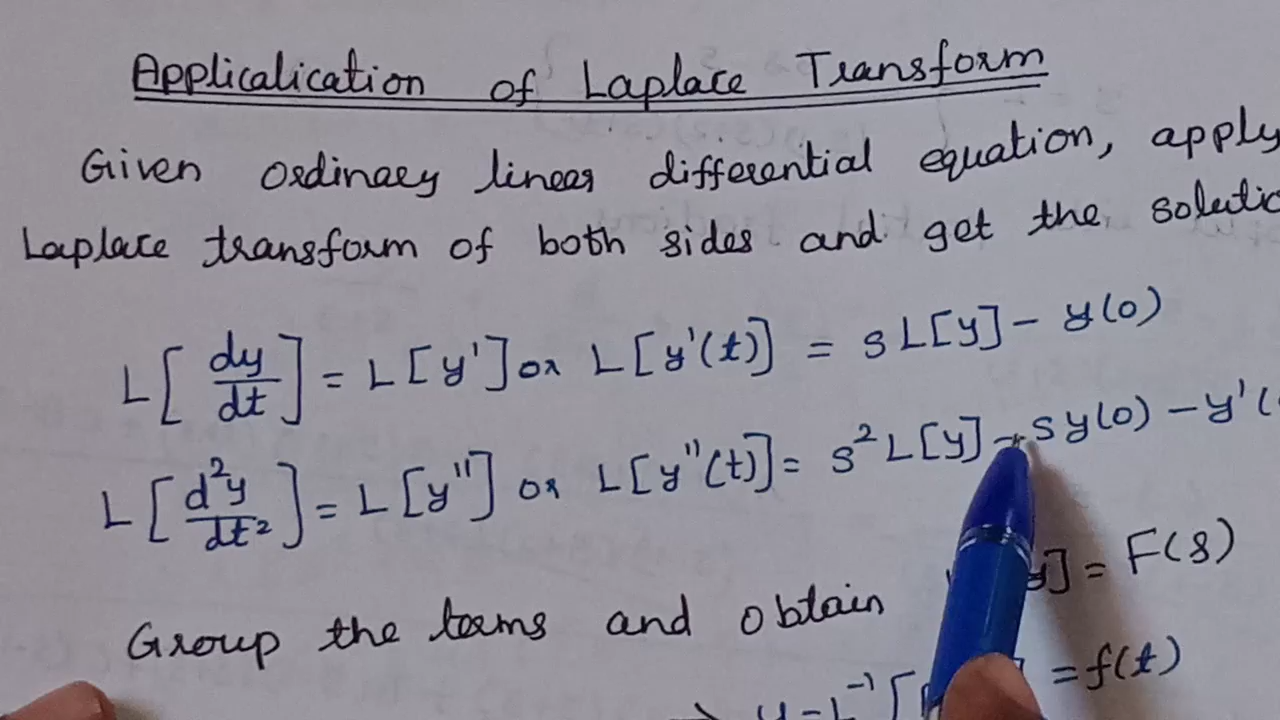 Applicalication of Laplace Transform
Given ordinary linear differential equation, apply
Laplace transform of both sides and get the
L[dy/dt] = L[y'] or L[y'(t)] = s L[y] - y(0)
L[d²y/dt²] = L[y''] or L[y''(t)] = s² L[y] - s y(0) - y'(
Group the terms and obtain y] = F(s)
y = L⁻¹[ ] = f(t)